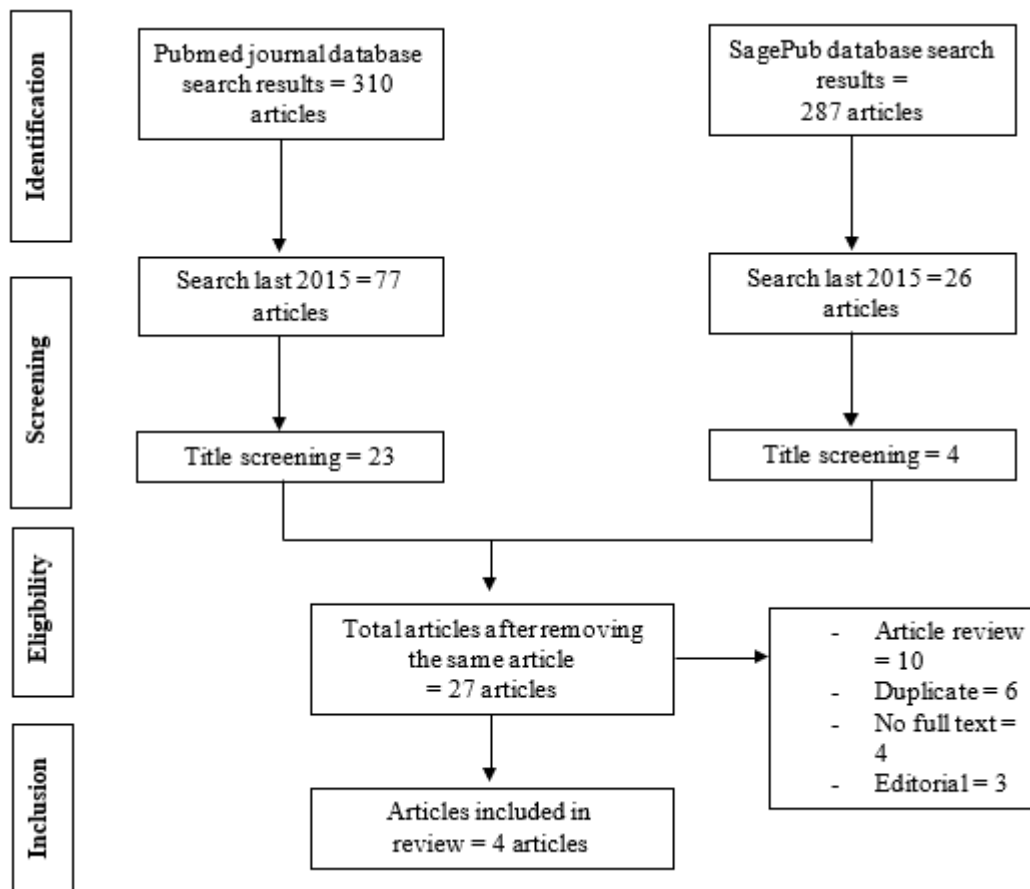 Identification
Pubmed journal database
search results = 310
articles
SagePub database search
results =
287 articles
Screening
Search last 2015 = 77
articles
Search last 2015 = 26
articles
Title screening = 23
Title screening = 4
Eligibility
Total articles after removing
the same article
= 27 articles
- Article review
= 10
- Duplicate = 6
- No full text =
4
- Editorial = 3
Inclusion
Articles included in
review = 4 articles